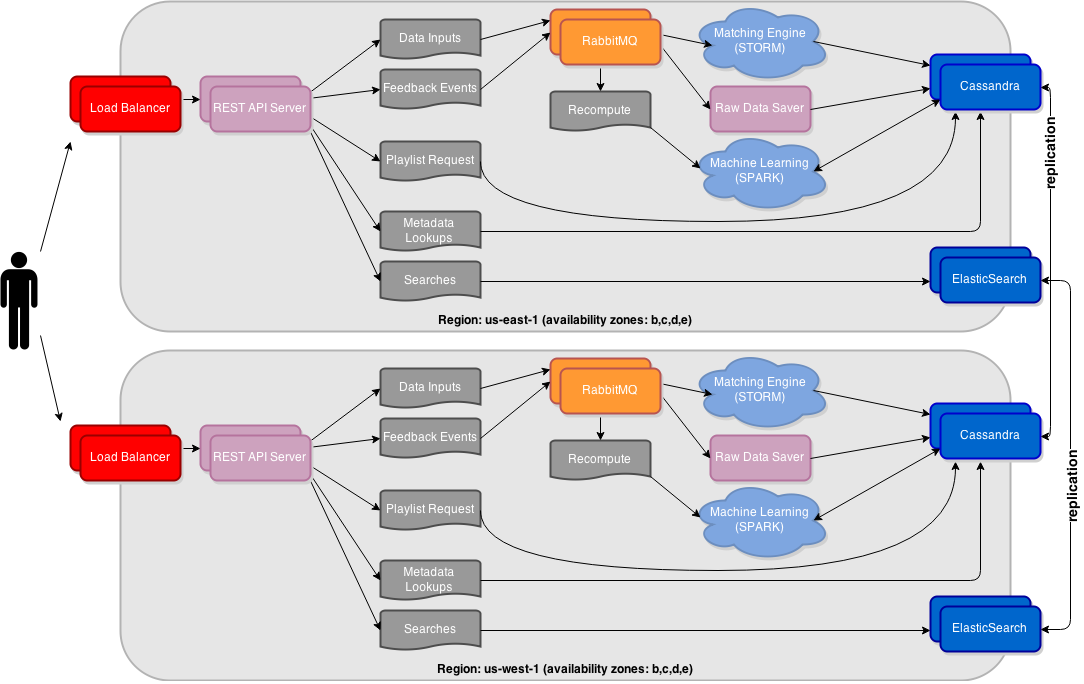 Data Inputs
RabbitMQ
Matching Engine
(STORM)
Cassandra
Load Balancer
REST API Server
Feedback Events
Recompute
Raw Data Saver
replication
Playlist Request
Machine Learning
(SPARK)
Metadata
Lookups
Searches
ElasticSearch
Region: us-east-1 (availability zones: b,c,d,e)
Data Inputs
RabbitMQ
Matching Engine
(STORM)
Cassandra
Load Balancer
REST API Server
Feedback Events
Recompute
Raw Data Saver
replication
Playlist Request
Machine Learning
(SPARK)
Metadata
Lookups
Searches
ElasticSearch
Region: us-west-1 (availability zones: b,c,d,e)